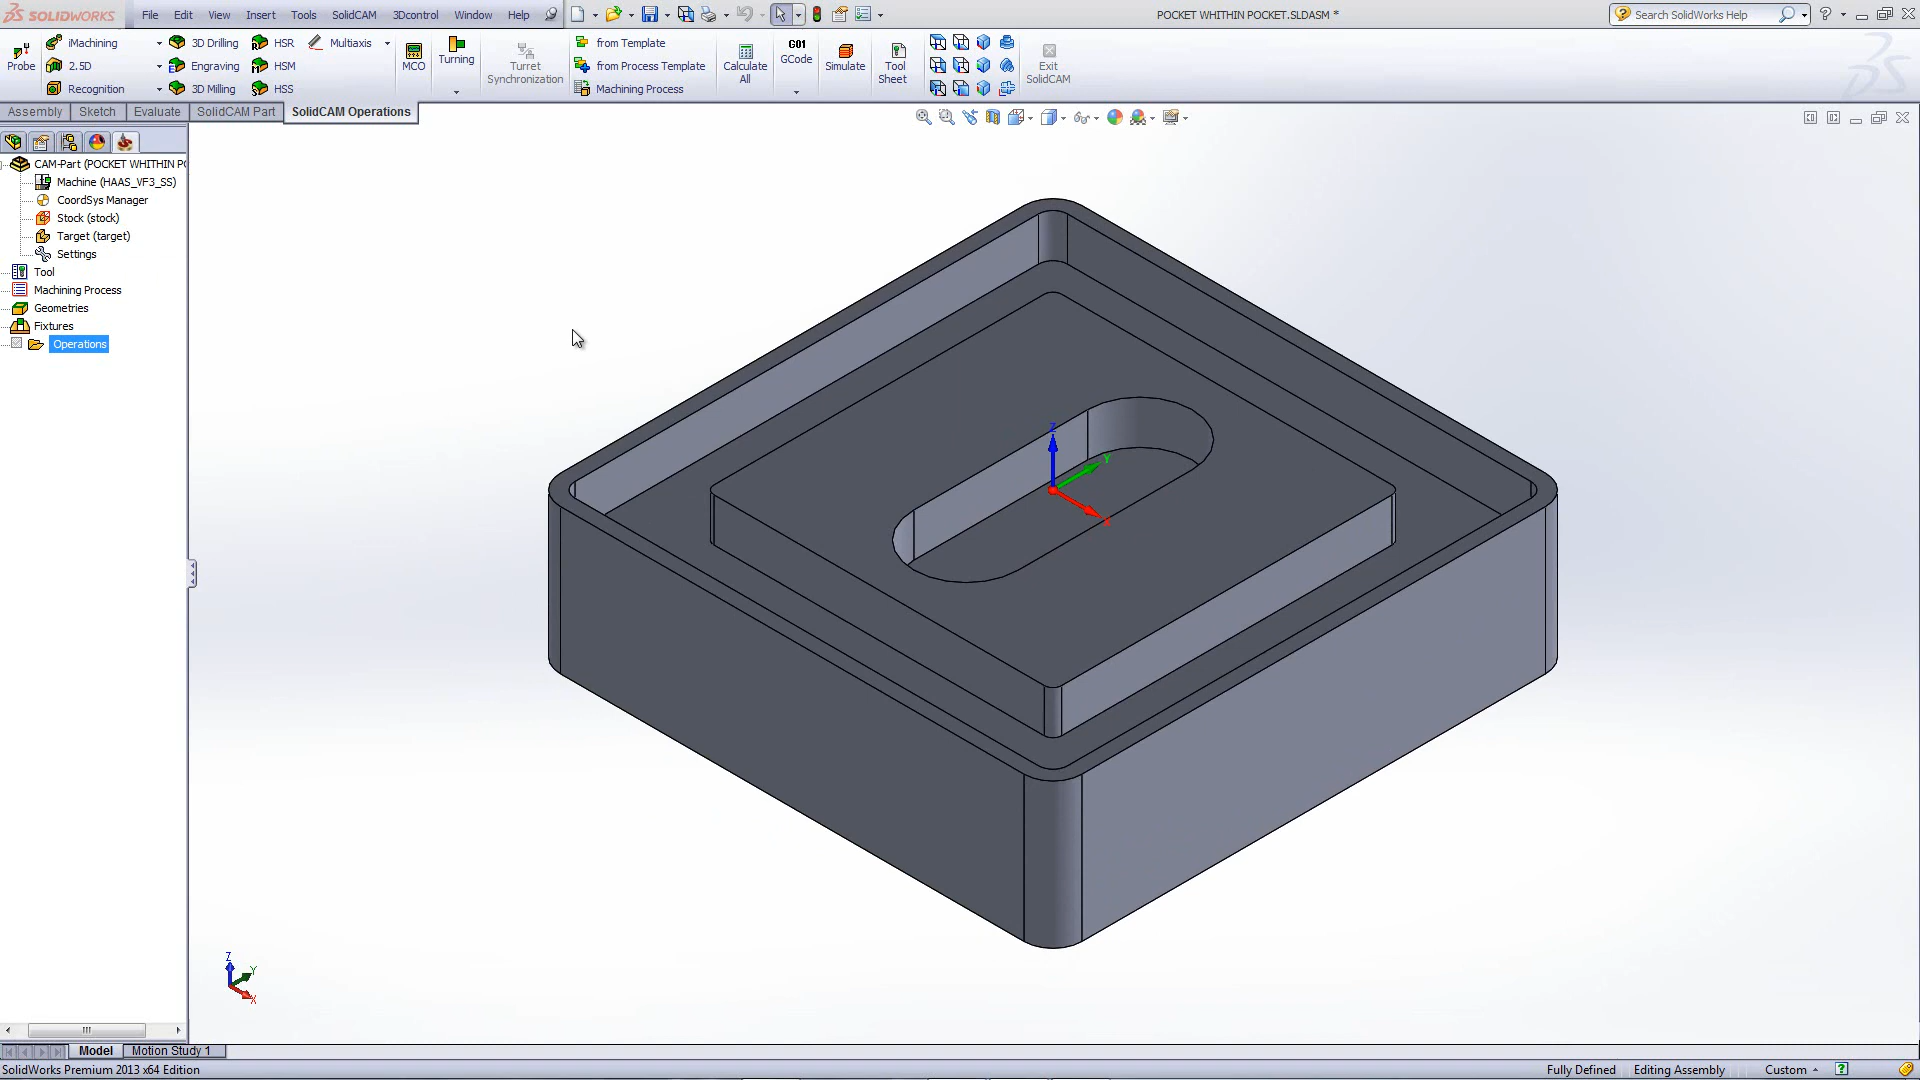 SOLIDWORKS File Edit View Insert Tools SolidCAM 3Dcontrol Window Help POCKET WHITHIN POCKET.SLDASM * Search SolidWorks Help
Probe
iMachining
2.5D
Recognition
3D Drilling
Engraving
3D Milling
HSR
HSM
HSS
Multiaxis
MCO
Turning
Turret
Synchronization
from Template
from Process Template
Machining Process
Calculate
All
G01
GCode
Simulate
Tool
Sheet
Exit
SolidCAM
Assembly Sketch Evaluate SolidCAM Part SolidCAM Operations
CAM-Part (POCKET WHITHIN P
Machine (HAAS_VF3_SS)
CoordSys Manager
Stock (stock)
Target (target)
Settings
Tool
Machining Process
Geometries
Fixtures
Operations
Z
Y
X
Z
Y
X
Model Motion Study 1
SolidWorks Premium 2013 x64 Edition Fully Defined Editing Assembly Custom